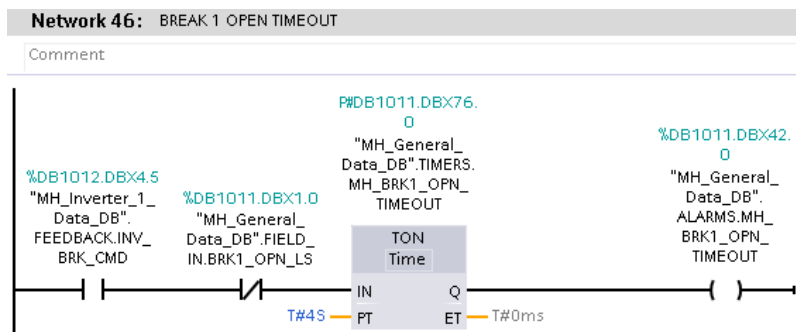 Network 46: BREAK 1 OPEN TIMEOUT
Comment
%DB1012.DBX4.5
"MH_Inverter_1_
Data_DB".
FEEDBACK.INV_
BRK_CMD
%DB1011.DBX1.0
"MH_General_
Data_DB".FIELD_
IN.BRK1_OPN_LS
P#DB1011.DBX76.
0
"MH_General_
Data_DB".TIMERS.
MH_BRK1_OPN_
TIMEOUT
TON
Time
IN Q
T#4S PT ET T#0ms
%DB1011.DBX42.
0
"MH_General_
Data_DB".
ALARMS.MH_
BRK1_OPN_
TIMEOUT